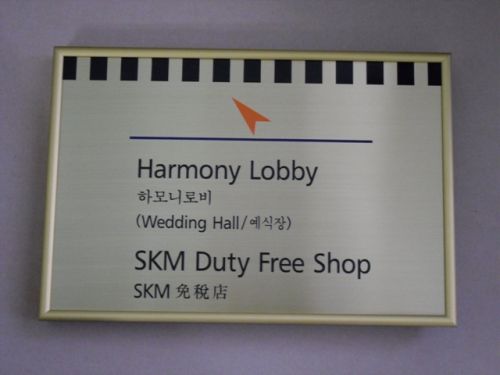 Harmony Lobby
하모니로비
(Wedding Hall/예식장)
SKM Duty Free Shop
SKM 免稅店